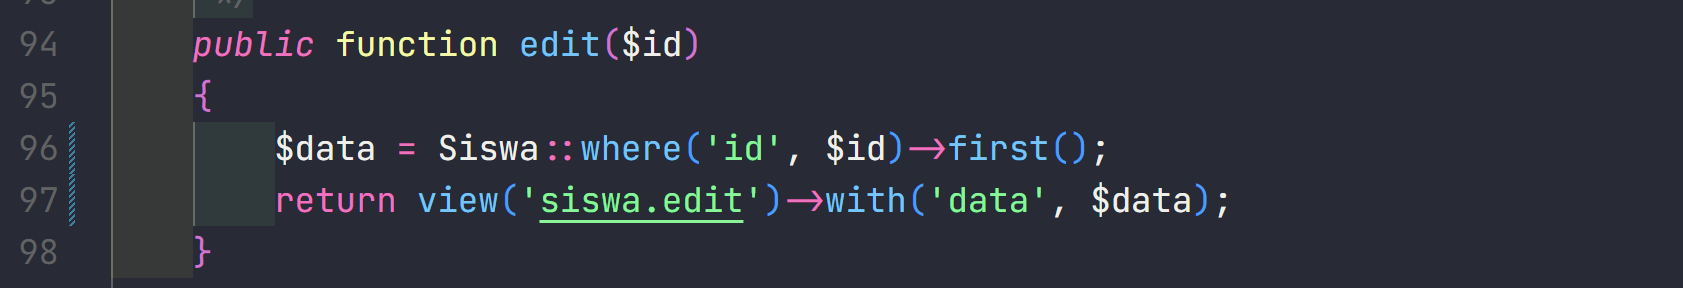 94 public function edit($id)
95 {
96 $data = Siswa::where('id', $id)->first();
97 return view('siswa.edit')->with('data', $data);
98 }